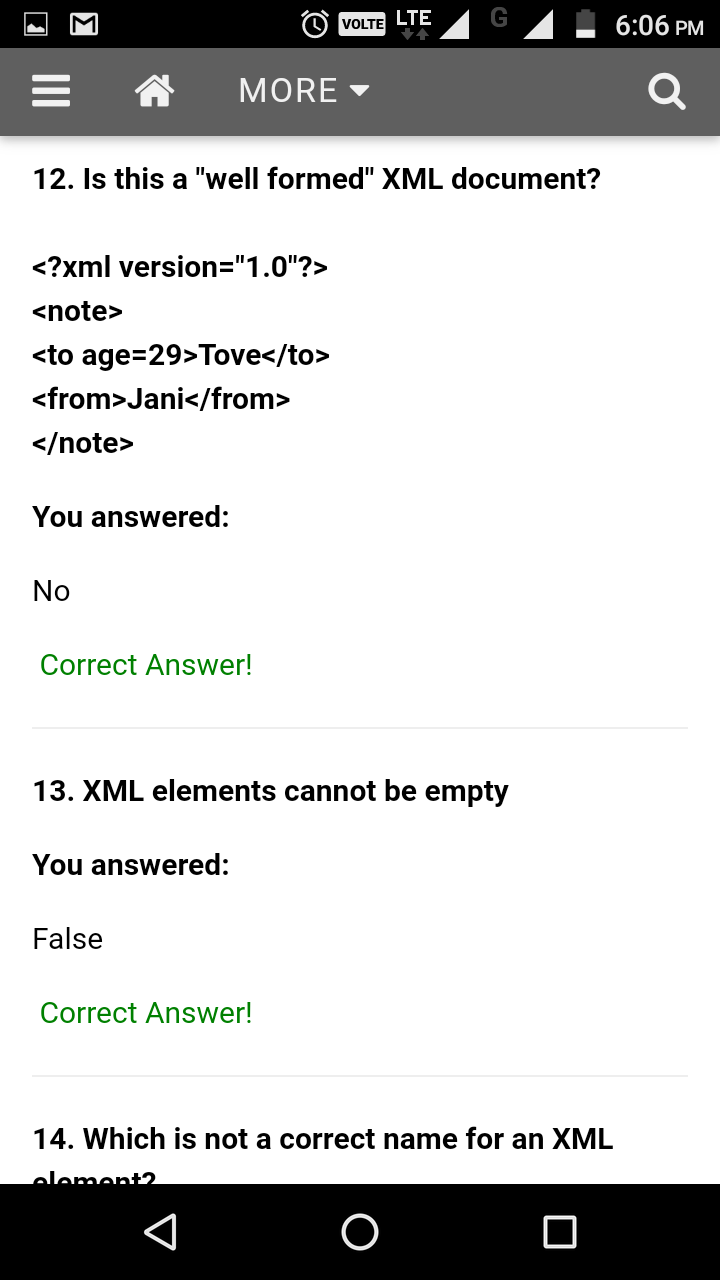 VOLTE LTE G 6:06 PM
MORE
12. Is this a "well formed" XML document?
<?xml version="1.0"?>
<note>
<to age=29>Tove</to>
<from>Jani</from>
</note>
You answered:
No
Correct Answer!
13. XML elements cannot be empty
You answered:
False
Correct Answer!
14. Which is not a correct name for an XML
element?